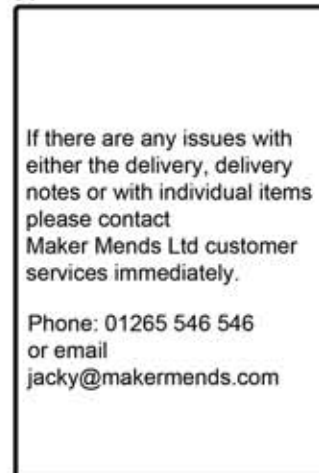 If there are any issues with
either the delivery, delivery
notes or with individual items
please contact
Maker Mends Ltd customer
services immediately.
Phone: 01265 546 546
or email
jacky@makermends.com